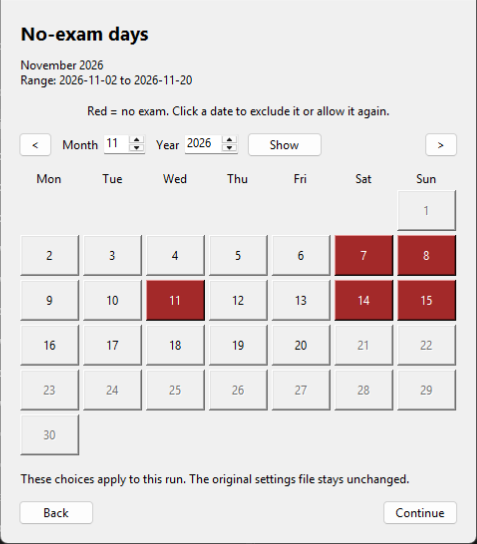 No-exam days
November 2026
Range: 2026-11-02 to 2026-11-20
Red = no exam. Click a date to exclude it or allow it again.
< Month 11 Year 2026 Show >
Mon Tue Wed Thu Fri Sat Sun
1
2 3 4 5 6 7 8
9 10 11 12 13 14 15
16 17 18 19 20 21 22
23 24 25 26 27 28 29
30
These choices apply to this run. The original settings file stays unchanged.
Back Continue